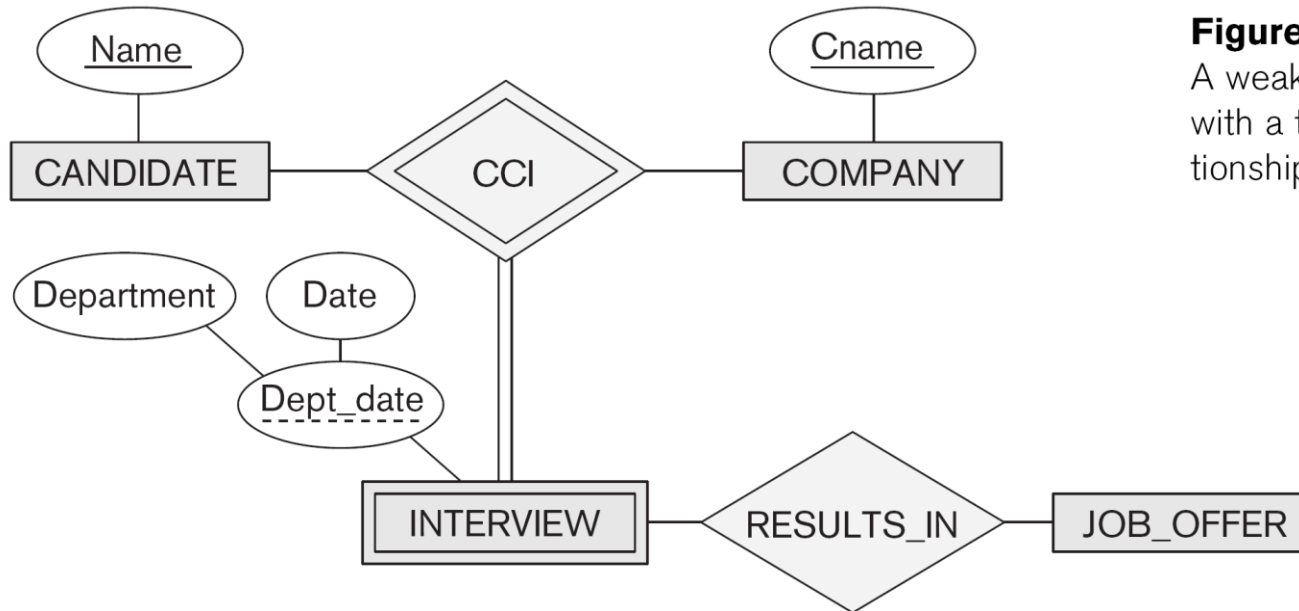 Name
Cname
Figure
A weak
with a t
tionship
CANDIDATE
CCI
COMPANY
Department
Date
Dept_date
INTERVIEW
RESULTS_IN
JOB_OFFER